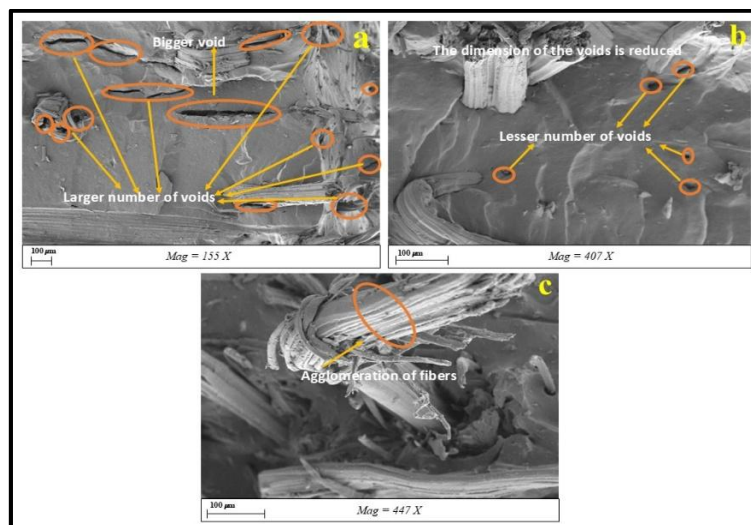 a
Bigger void
Larger number of voids
100 µm
Mag = 155 X
b
The dimension of the voids is reduced
Lesser number of voids
100 µm
Mag = 407 X
c
Agglomeration of fibers
100 µm
Mag = 447 X